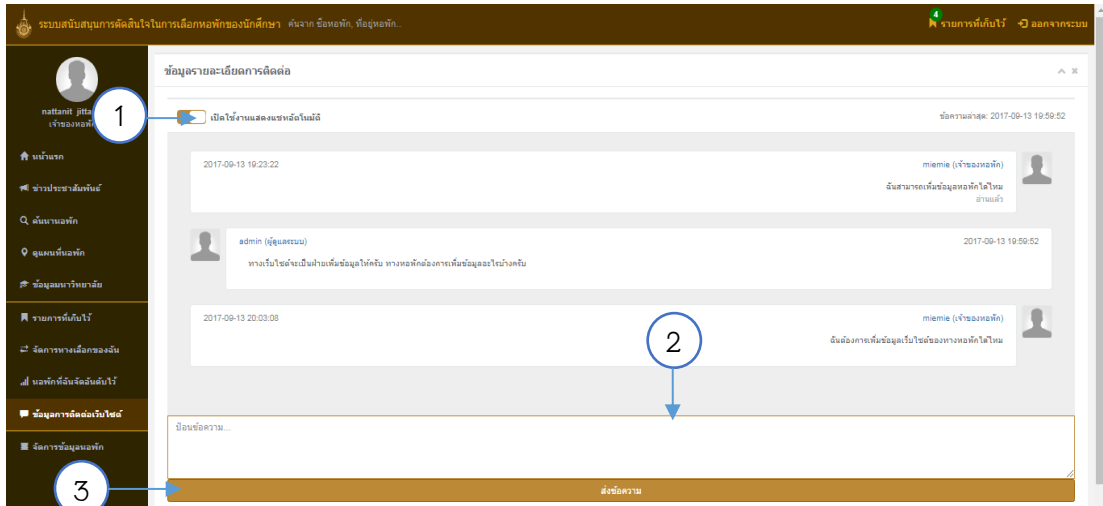 ระบบสนับสนุนการตัดสินใจในการเลือกหอพักของนักศึกษา ค้นจาก ชื่อหอพัก, ที่อยู่หอพัก..
4
รายการที่เก็บไว้ ออกจากระบบ
nattanit jitta
เจ้าของหอพัก
หน้าแรก
ข่าวประชาสัมพันธ์
ค้นหาหอพัก
ดูแผนที่หอพัก
ข้อมูลมหาวิทยาลัย
รายการที่เก็บไว้
จัดการทางเลือกของฉัน
หอพักที่ฉันจัดอันดับไว้
ข้อมูลการติดต่อเว็บไซต์
จัดการข้อมูลหอพัก
ข้อมูลรายละเอียดการติดต่อ
1
เปิดใช้งานแสดงแชทอัตโนมัติ
ข้อความล่าสุด: 2017-09-13 19:59:52
2017-09-13 19:23:22
miemie (เจ้าของหอพัก)
ฉันสามารถเพิ่มข้อมูลหอพักได้ไหม
อ่านแล้ว
admin (ผู้ดูแลระบบ)
2017-09-13 19:59:52
ทางเว็บไซต์จะเป็นฝ่ายเพิ่มข้อมูลให้ครับ ทางหอพักต้องการเพิ่มข้อมูลอะไรบ้างครับ
2017-09-13 20:03:08
miemie (เจ้าของหอพัก)
ฉันต้องการเพิ่มข้อมูลเว็บไซต์ของทางหอพักได้ไหม
2
ป้อนข้อความ...
3
ส่งข้อความ